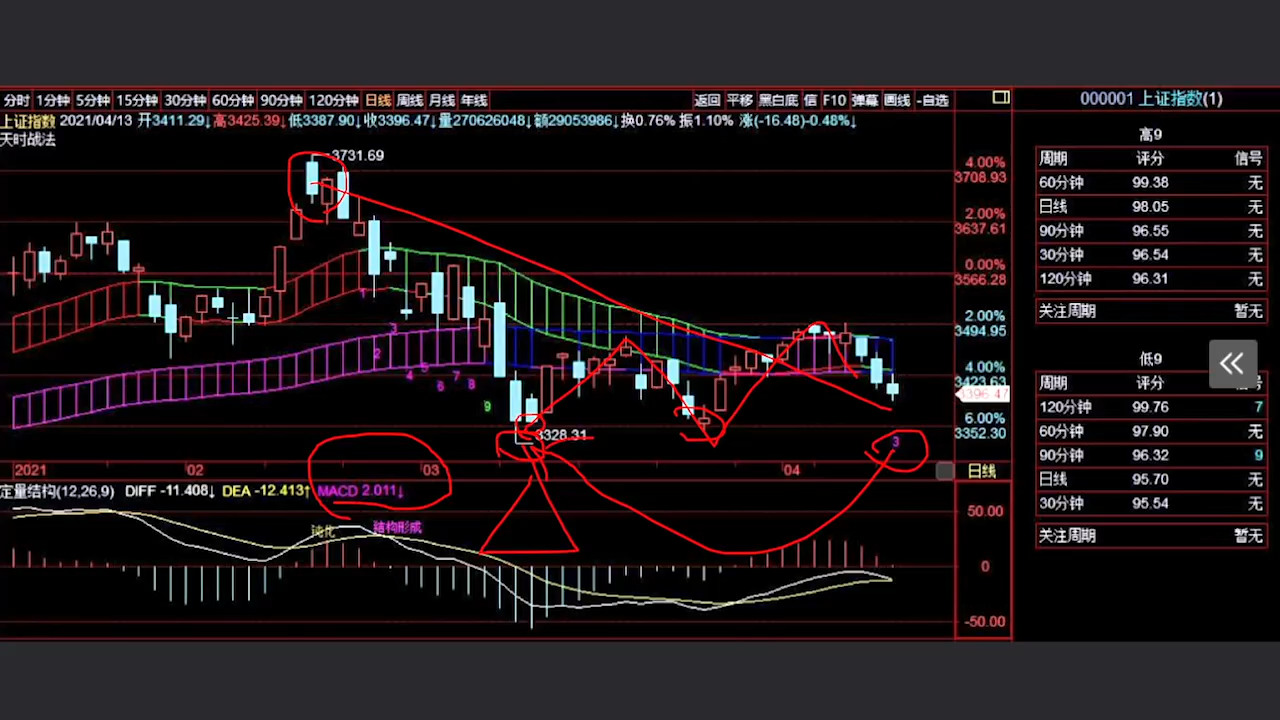 分时 1分钟 5分钟 15分钟 30分钟 60分钟 90分钟 120分钟 日线 周线 月线 年线 返回 平移 黑白底 信 F10 弹幕 画线 -自选
000001 上证指数(1)
上证指数 2021/04/13 开3411.29↓ 高3425.39↓ 低3387.90↓ 收3396.47↓ 量270626048↓ 额29053986↓ 换0.76% 振1.10% 涨(-16.48)-0.48%↓
天时战法
3731.69
4.00%
3708.93
2.00%
3637.61
0.00%
3566.28
2.00%
3494.95
4.00%
3423.63
3396.47
6.00%
3352.30
1
2
3
4
5
6
7
8
9
3328.31
3
2021 02 03 04 日线
定量结构(12,26,9) DIFF -11.408↓ DEA -12.413↑ MACD 2.011↓
钝化 结构形成
50.00
0
-50.00
高9
周期 评分 信号
60分钟 99.38 无
日线 98.05 无
90分钟 96.55 无
30分钟 96.54 无
120分钟 96.31 无
关注周期 暂无
低9
周期 评分 号
120分钟 99.76 7
60分钟 97.90 无
90分钟 96.32 9
日线 95.70 无
30分钟 95.54 无
关注周期 暂无